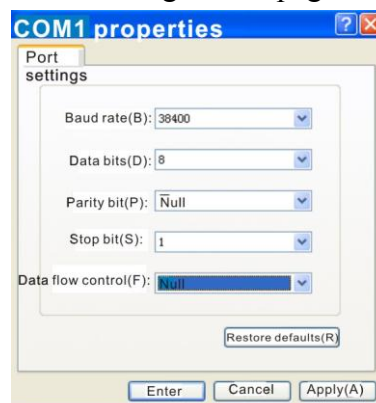 COM1 properties
Port
settings
Baud rate(B): 38400
Data bits(D): 8
Parity bit(P): Null
Stop bit(S): 1
Data flow control(F): Null
Restore defaults(R)
Enter Cancel Apply(A)